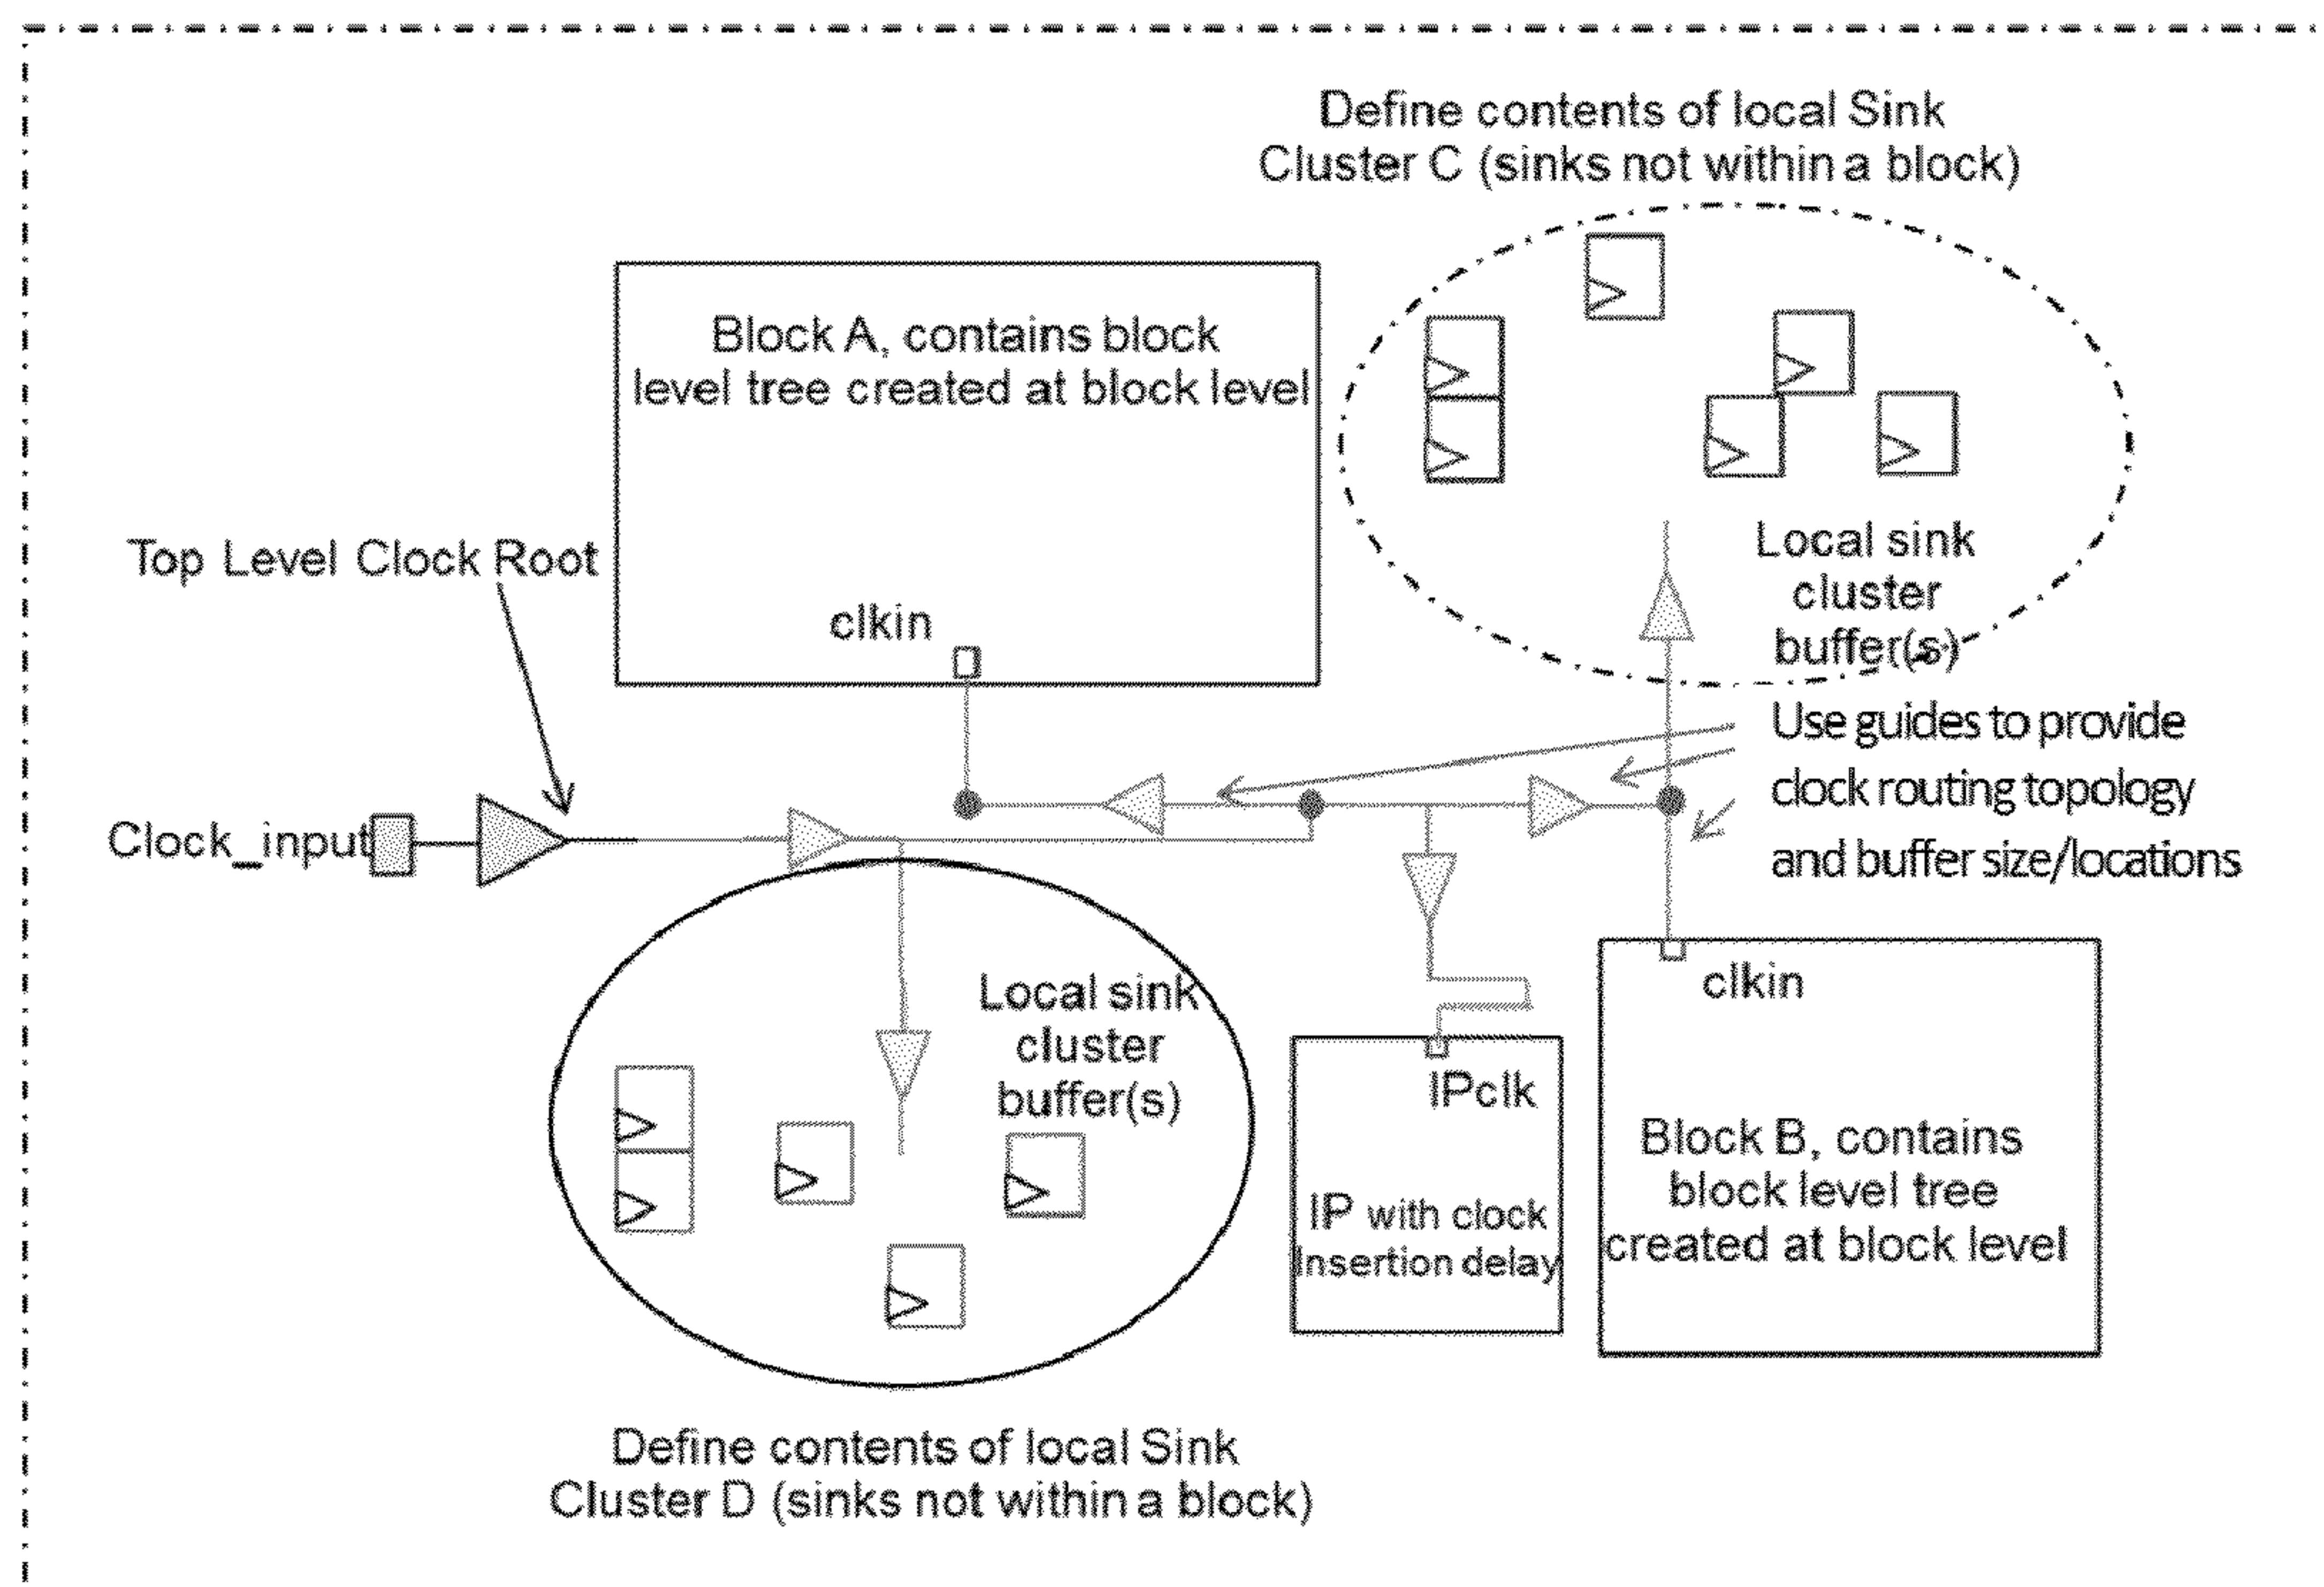 Define contents of local Sink
Cluster C (sinks not within a block)
Block A, contains block
level tree created at block level
Top Level Clock Root
clkin
Local sink
cluster
buffer(s)
Use guides to provide
clock routing topology
and buffer size/locations
Clock_input
Local sink
cluster
buffer(s)
clkin
IPclk
IP with clock
Insertion delay
Block B, contains
block level tree
created at block level
Define contents of local Sink
Cluster D (sinks not within a block)